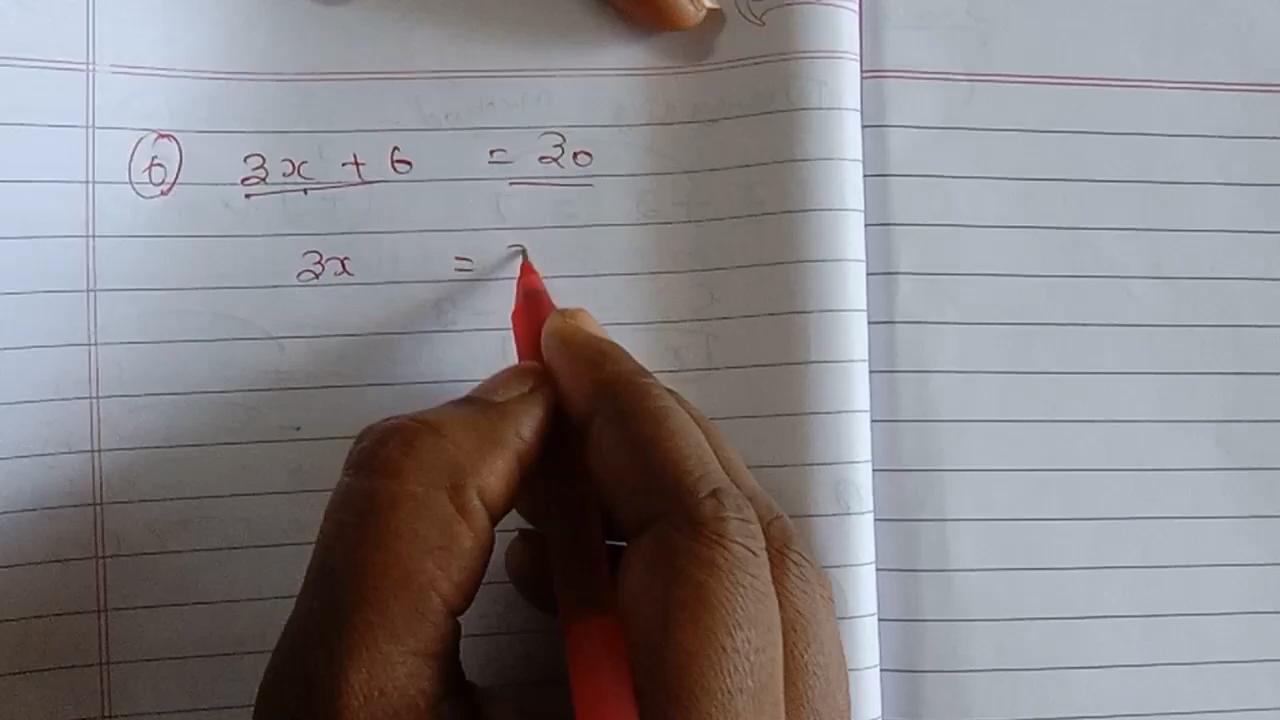 6 3x + 6 = 30
3x =